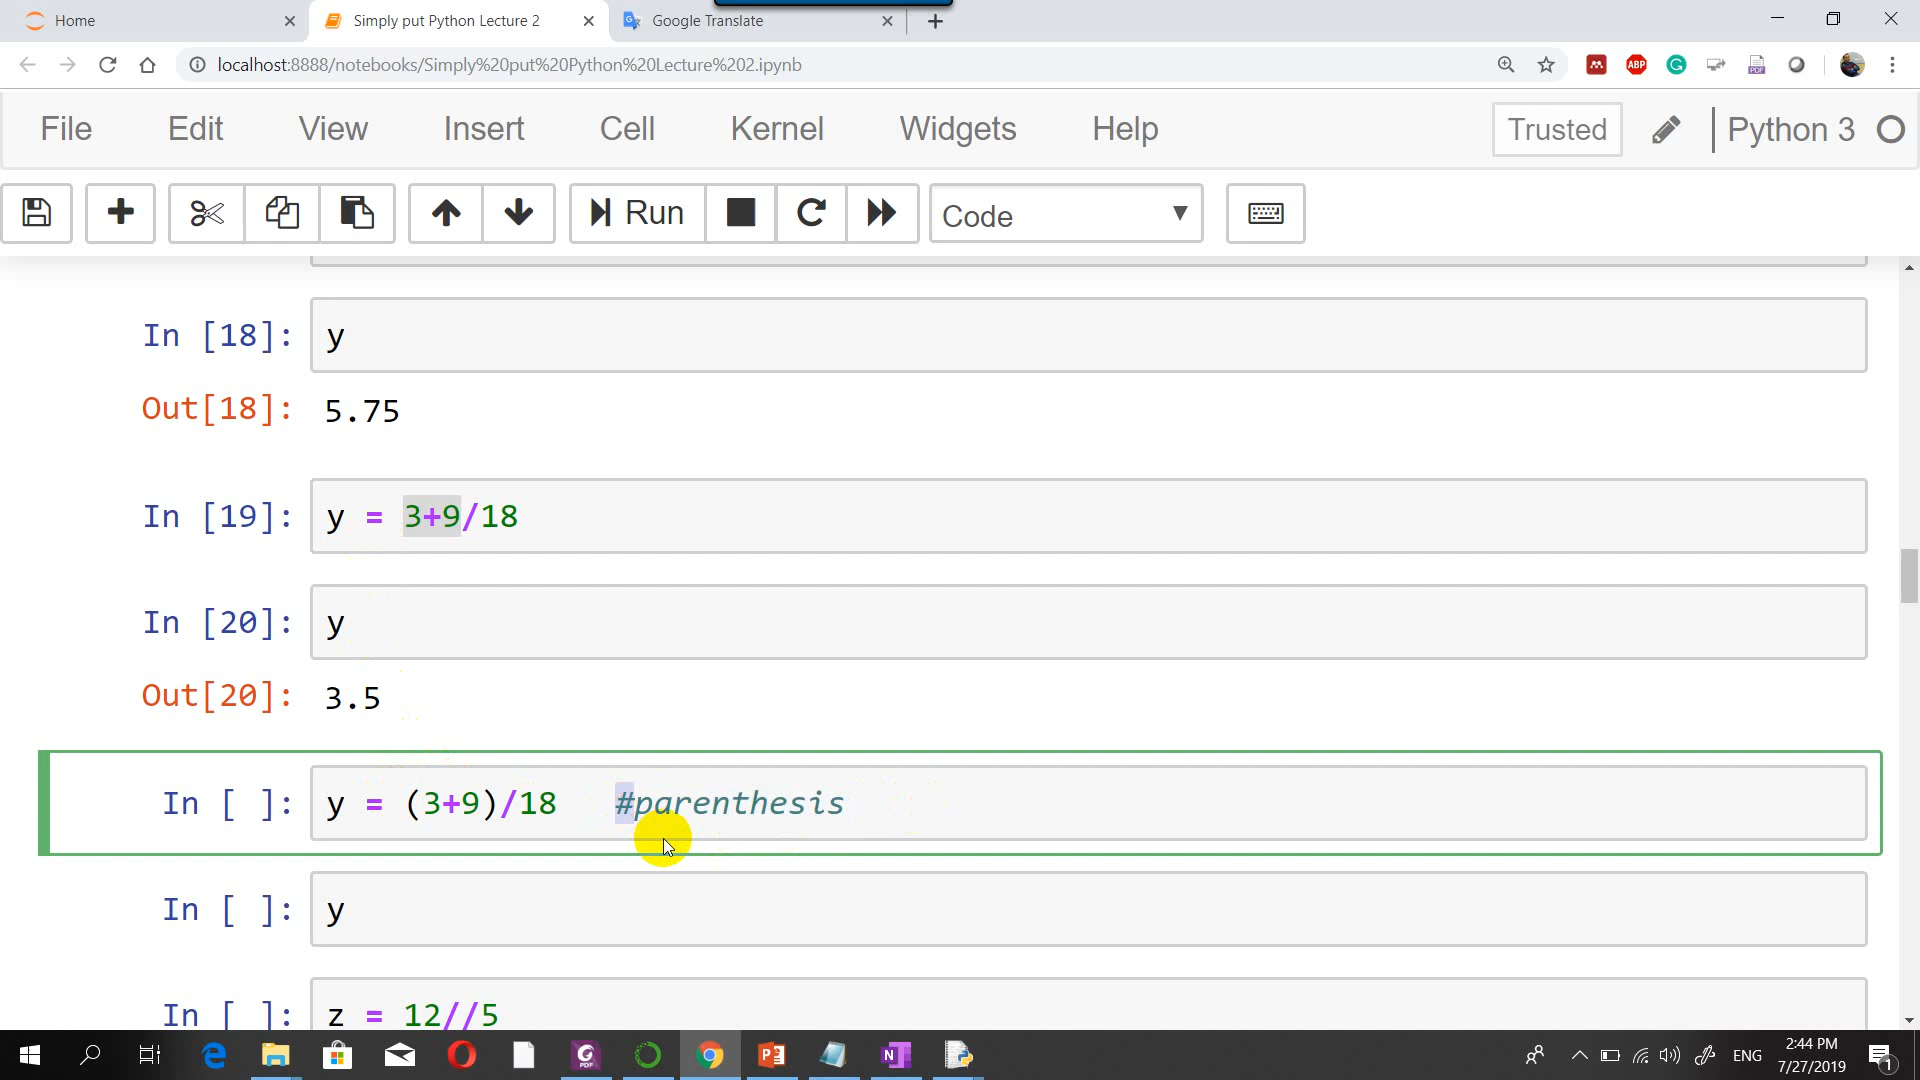 Home
Simply put Python Lecture 2
Google Translate
localhost:8888/notebooks/Simply%20put%20Python%20Lecture%202.ipynb
ABP
PDF
File Edit View Insert Cell Kernel Widgets Help Trusted Python 3
Run Code
In [18]: y
Out[18]: 5.75
In [19]: y = 3+9/18
In [20]: y
Out[20]: 3.5
In [ ]: y = (3+9)/18 #parenthesis
In [ ]: y
In [ ]: z = 12//5
ENG
2:44 PM
7/27/2019
1